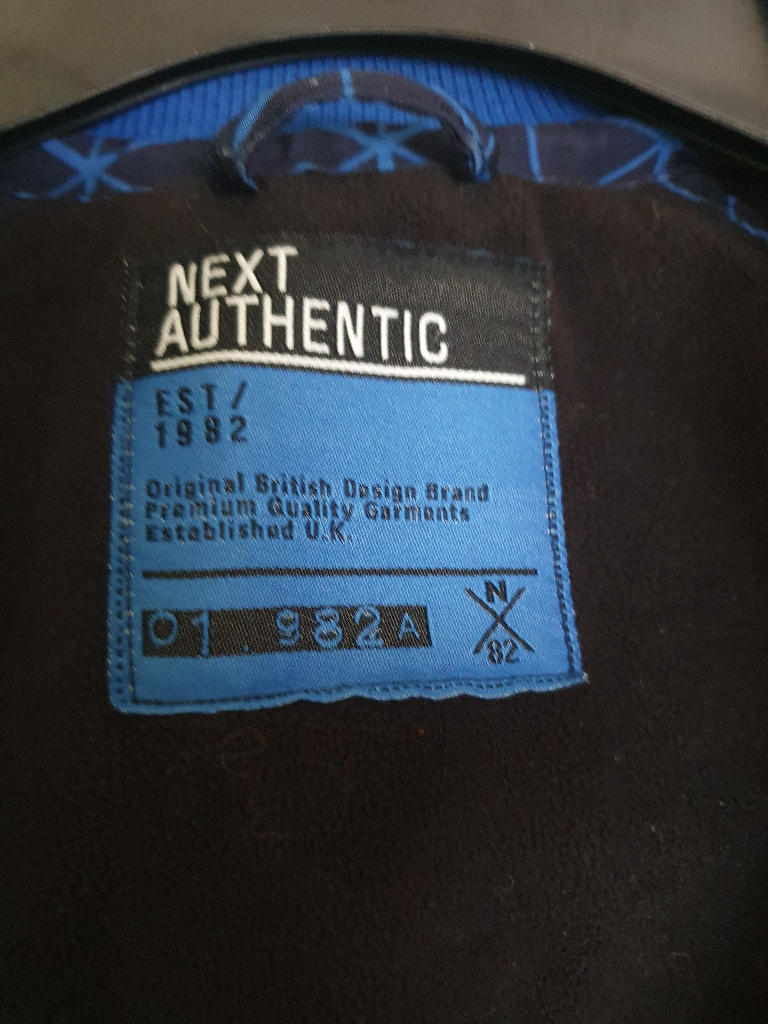 NEXT
AUTHENTIC
EST/
1982
Original British Design Brand
Premium Quality Garments
Established U.K.
01.982A
N
82